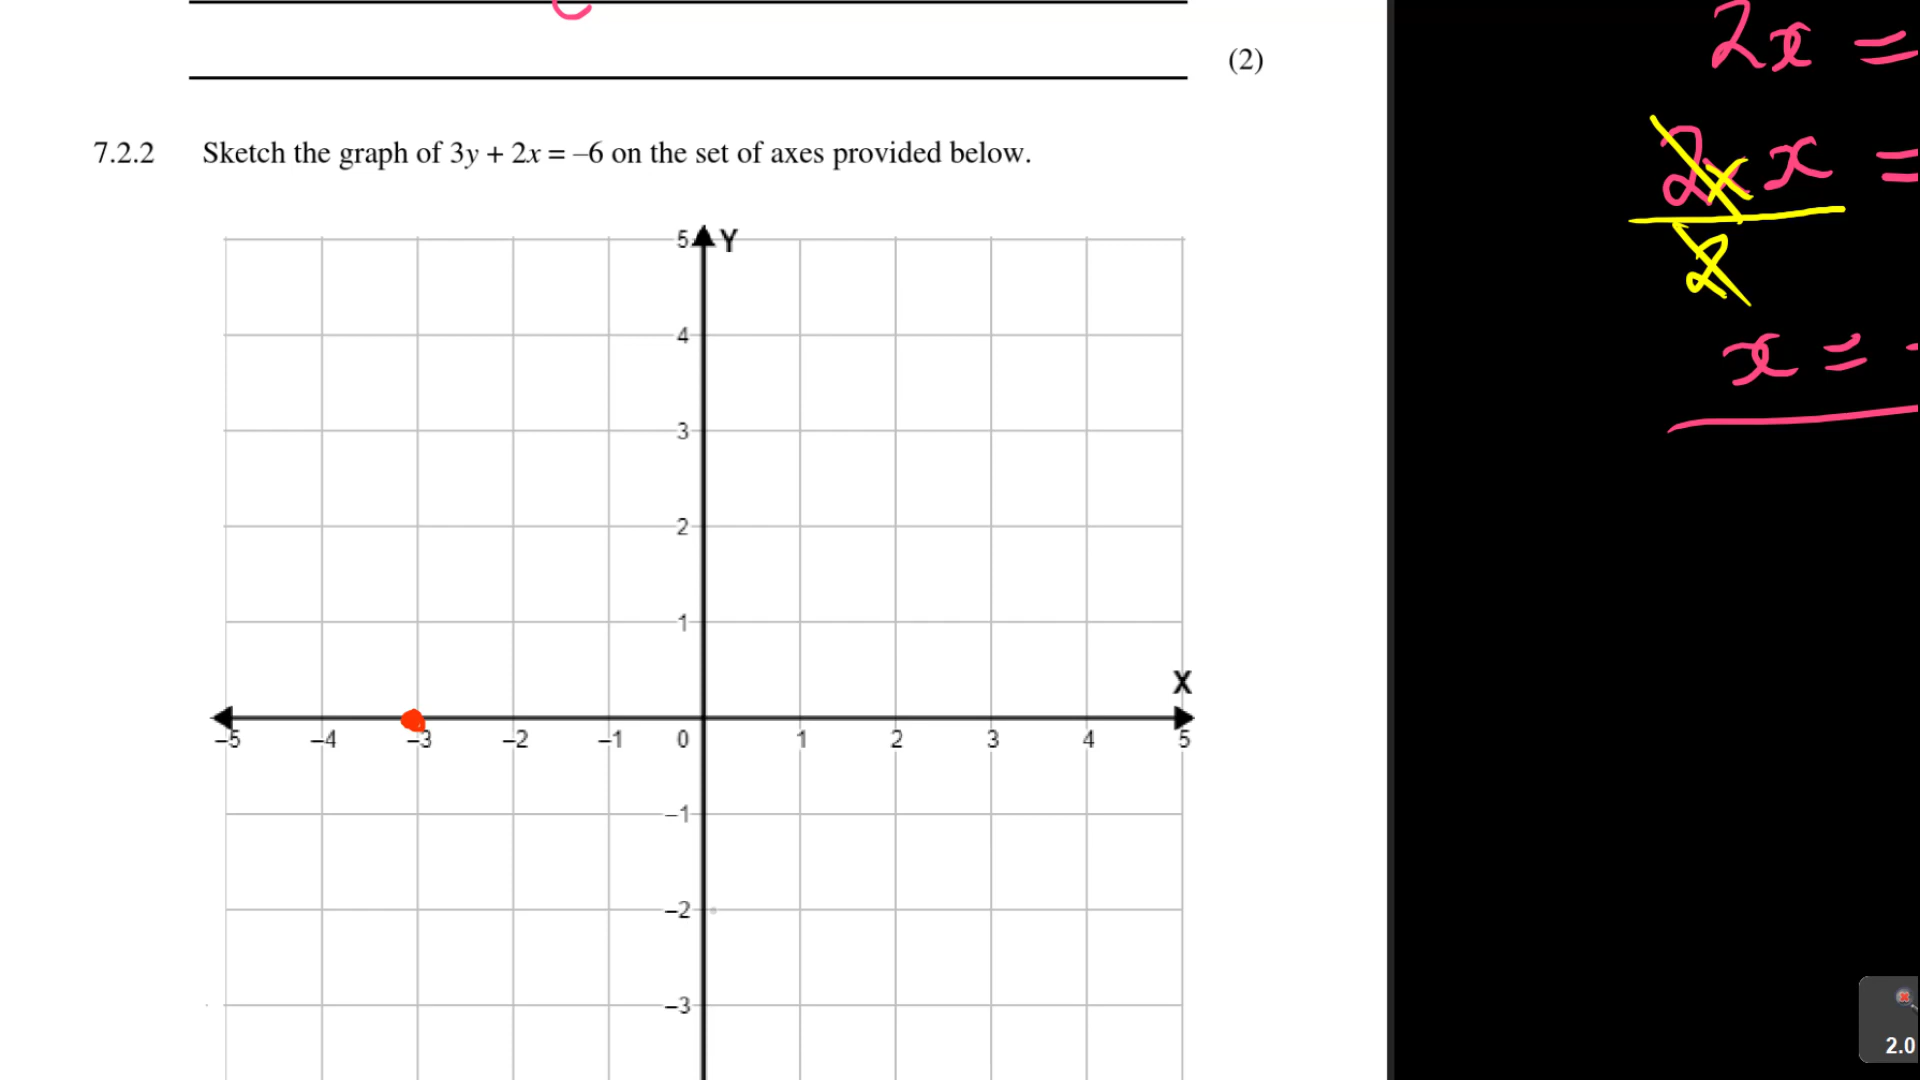 (2)
7.2.2 Sketch the graph of 3y + 2x = –6 on the set of axes provided below.
5 Y
4
3
2
1
X
–5 –4 –3 –2 –1 0 1 2 3 4 5
–1
–2
–3
2x =
x =
2
x =
2.0